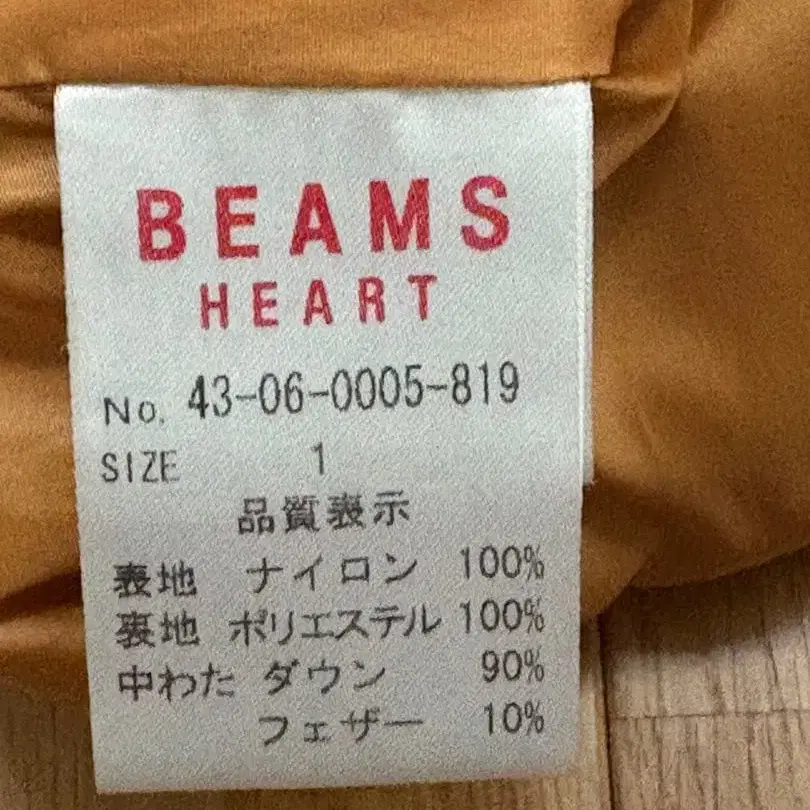 BEAMS
HEART
No. 43-06-0005-819
SIZE 1
品質表示
表地 ナイロン 100%
裏地 ポリエステル 100%
中わた ダウン 90%
フェザー 10%